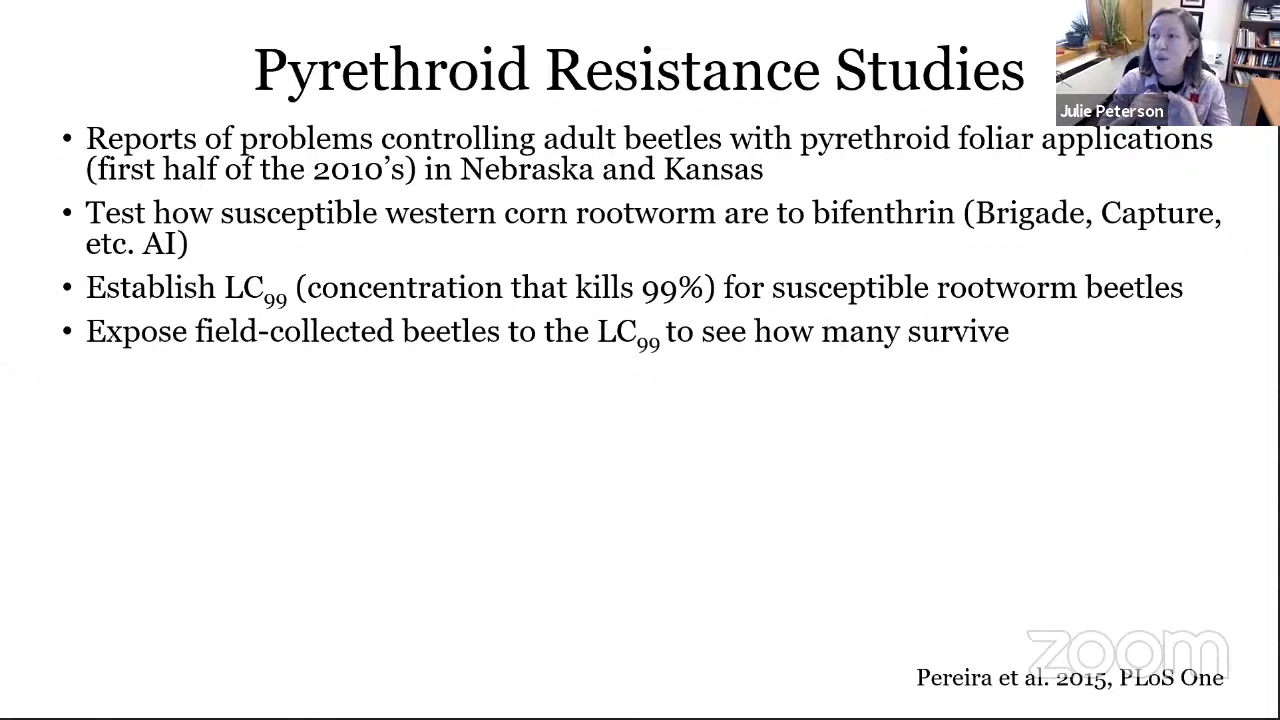 Pyrethroid Resistance Studies
Julie Peterson
• Reports of problems controlling adult beetles with pyrethroid foliar applications
(first half of the 2010’s) in Nebraska and Kansas
• Test how susceptible western corn rootworm are to bifenthrin (Brigade, Capture,
etc. AI)
• Establish LC99 (concentration that kills 99%) for susceptible rootworm beetles
• Expose field-collected beetles to the LC99 to see how many survive
zoom
Pereira et al. 2015, PLoS One